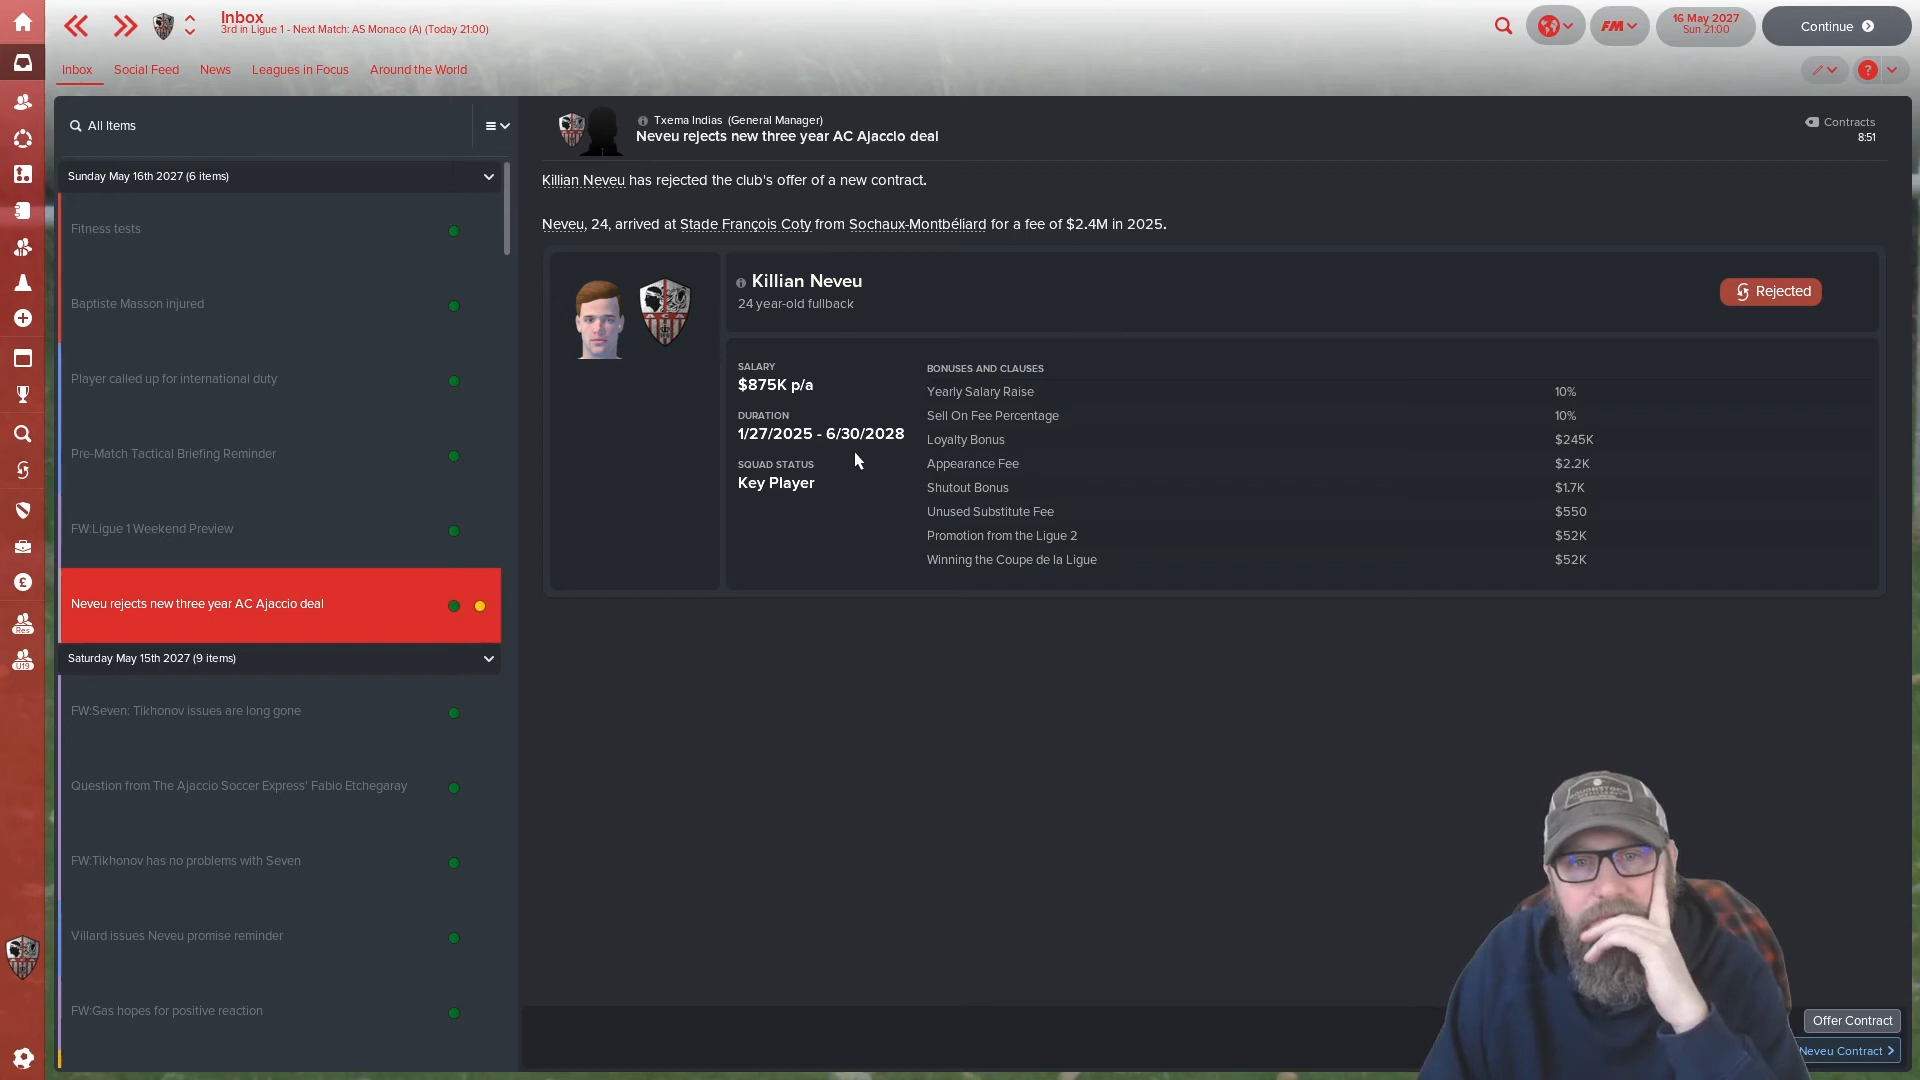 Inbox
3rd in Ligue 1 - Next Match: AS Monaco (A) (Today 21:00)
FM
16 May 2027
Sun 21:00
Continue
Inbox
Social Feed
News
Leagues in Focus
Around the World
?
All Items
Sunday May 16th 2027 (6 items)
Fitness tests
Baptiste Masson injured
Player called up for international duty
Pre-Match Tactical Briefing Reminder
FW:Ligue 1 Weekend Preview
Neveu rejects new three year AC Ajaccio deal
Saturday May 15th 2027 (9 items)
FW:Seven: Tikhonov issues are long gone
Question from The Ajaccio Soccer Express' Fabio Etchegaray
FW:Tikhonov has no problems with Seven
Villard issues Neveu promise reminder
FW:Gas hopes for positive reaction
Res
U19
Txema Indias (General Manager)
Neveu rejects new three year AC Ajaccio deal
Contracts
8:51
Killian Neveu has rejected the club's offer of a new contract.
Neveu, 24, arrived at Stade François Coty from Sochaux-Montbéliard for a fee of $2.4M in 2025.
Killian Neveu
24 year-old fullback
Rejected
SALARY
$875K p/a
DURATION
1/27/2025 - 6/30/2028
SQUAD STATUS
Key Player
BONUSES AND CLAUSES
Yearly Salary Raise 10%
Sell On Fee Percentage 10%
Loyalty Bonus $245K
Appearance Fee $2.2K
Shutout Bonus $1.7K
Unused Substitute Fee $550
Promotion from the Ligue 2 $52K
Winning the Coupe de la Ligue $52K
Offer Contract
Neveu Contract